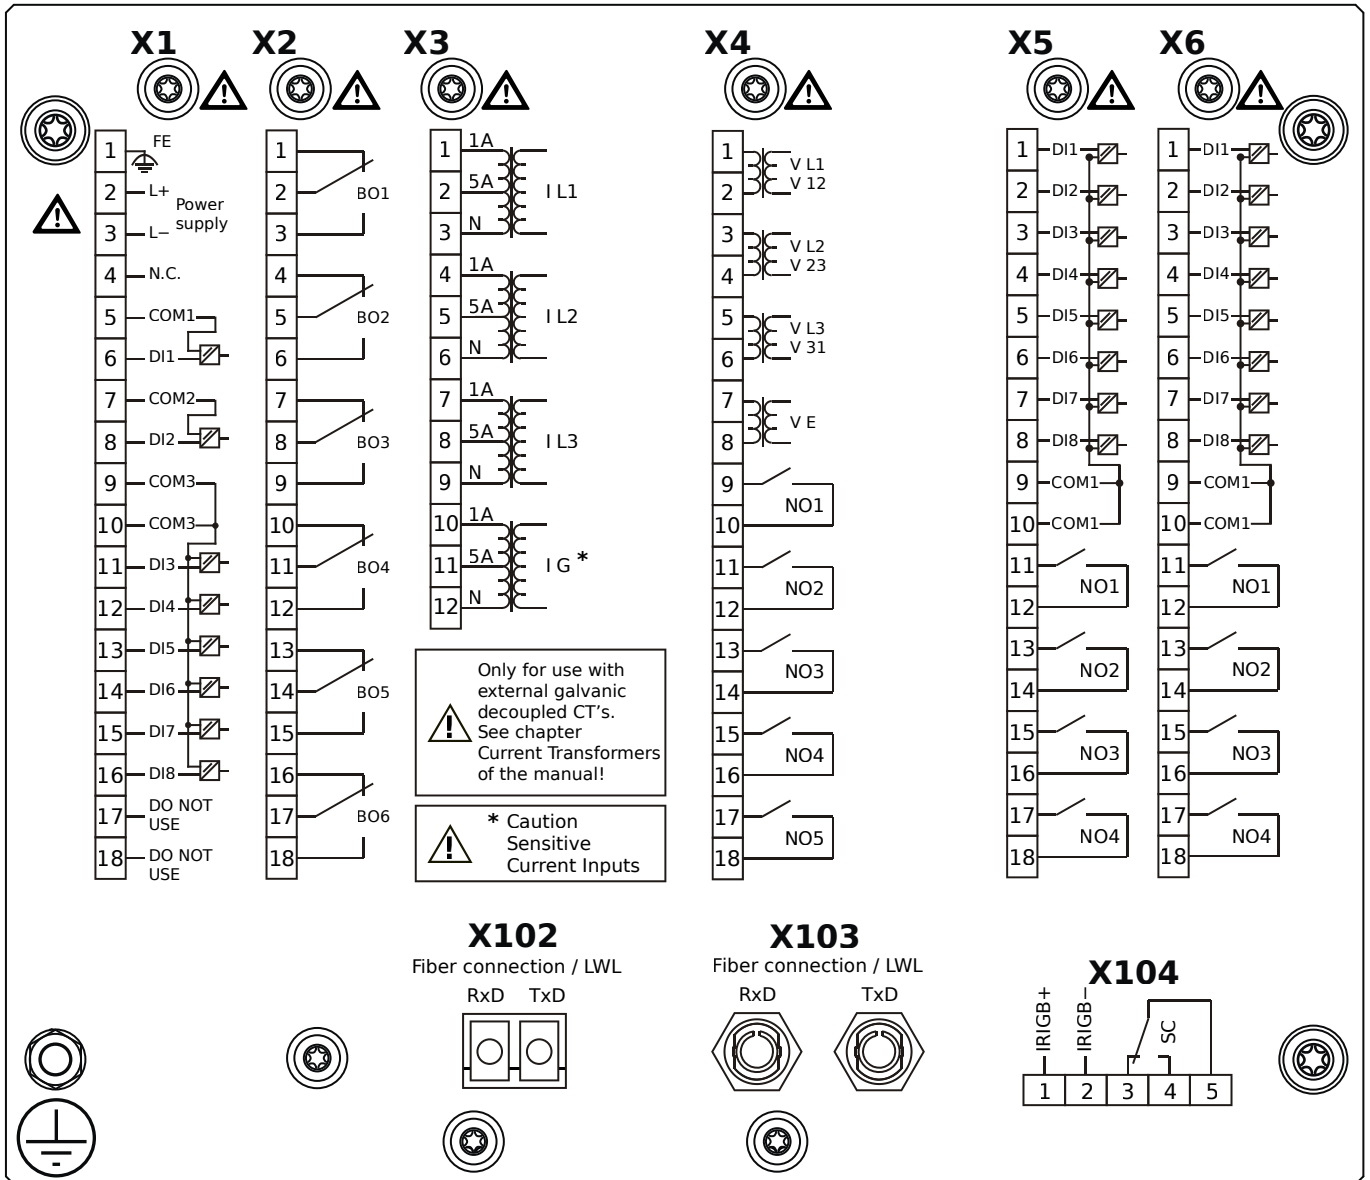 X1 X2 X3 X4 X5 X6
1 FE
2 L+
Power
supply
3 L−
4 N.C.
5 COM1
6 DI1
7 COM2
8 DI2
9 COM3
10 COM3
11 DI3
12 DI4
13 DI5
14 DI6
15 DI7
16 DI8
17 DO NOT
USE
18 DO NOT
USE
1
2 BO1
3
4
5 BO2
6
7
8 BO3
9
10
11 BO4
12
13
14 BO5
15
16
17 BO6
18
1 1A
2 5A I L1
3 N
4 1A
5 5A I L2
6 N
7 1A
8 5A I L3
9 N
10 1A
11 5A I G *
12 N
Only for use with
external galvanic
decoupled CT's.
See chapter
Current Transformers
of the manual!
* Caution
Sensitive
Current Inputs
1 V L1
2 V 12
3 V L2
4 V 23
5 V L3
6 V 31
7 V E
8
9 NO1
10
11 NO2
12
13 NO3
14
15 NO4
16
17 NO5
18
1 DI1
2 DI2
3 DI3
4 DI4
5 DI5
6 DI6
7 DI7
8 DI8
9 COM1
10 COM1
11 NO1
12
13 NO2
14
15 NO3
16
17 NO4
18
1 DI1
2 DI2
3 DI3
4 DI4
5 DI5
6 DI6
7 DI7
8 DI8
9 COM1
10 COM1
11 NO1
12
13 NO2
14
15 NO3
16
17 NO4
18
X102
Fiber connection / LWL
RxD TxD
X103
Fiber connection / LWL
RxD TxD
X104
IRIGB+ IRIGB− SC
1 2 3 4 5